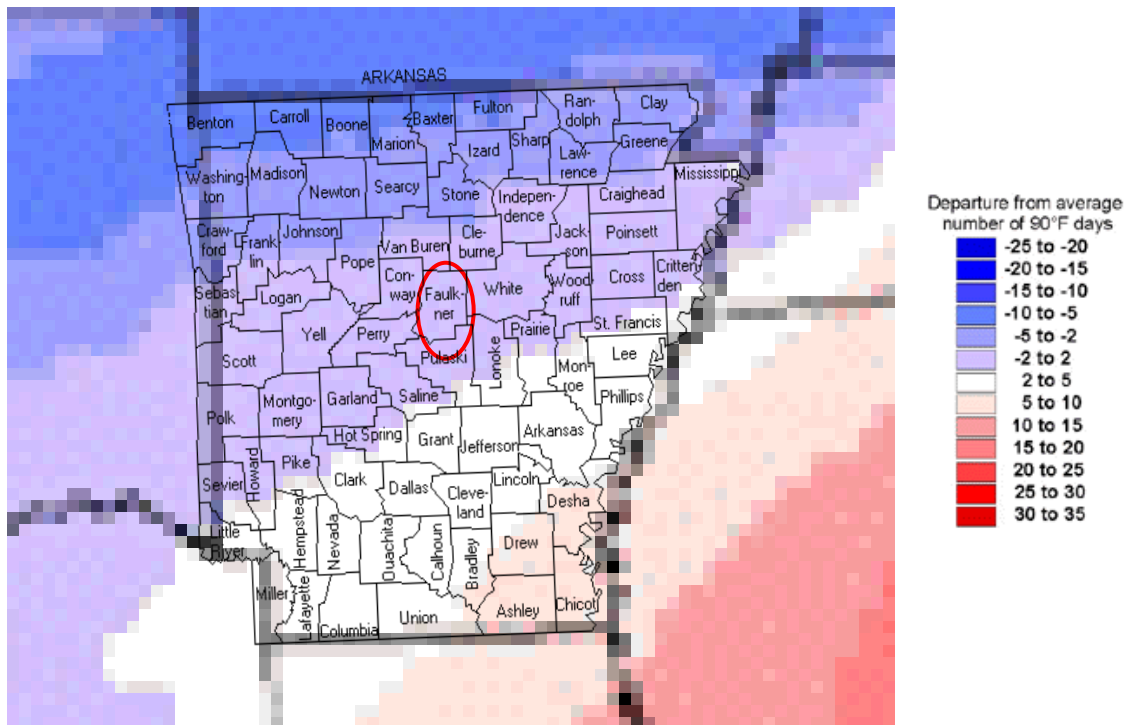 ARKANSAS
Benton
Carroll
Boone
Marion
Baxter
Fulton
Ran-
dolph
Clay
Izard
Sharp
Law-
rence
Greene
Washing-
ton
Madison
Newton
Searcy
Stone
Indepen-
dence
Craighead
Mississippi
Craw-
ford
Frank-
lin
Johnson
Pope
Van Buren
Cle-
burne
Jack-
son
Poinsett
Sebas-
tian
Logan
Con-
way
Faulk-
ner
White
Wood-
ruff
Cross
Critten
den
Scott
Yell
Perry
Pulaski
Lonoke
Prairie
St. Francis
Lee
Mon-
roe
Phillips
Polk
Montgo-
mery
Garland
Saline
Hot Spring
Grant
Jefferson
Arkansas
Sevier
Howard
Pike
Clark
Dallas
Cleve-
land
Lincoln
Desha
Little
River
Hempstead
Nevada
Ouachita
Calhoun
Bradley
Drew
Miller
Lafayette
Columbia
Union
Ashley
Chicot
Departure from average
number of 90°F days
-25 to -20
-20 to -15
-15 to -10
-10 to -5
-5 to -2
-2 to 2
2 to 5
5 to 10
10 to 15
15 to 20
20 to 25
25 to 30
30 to 35